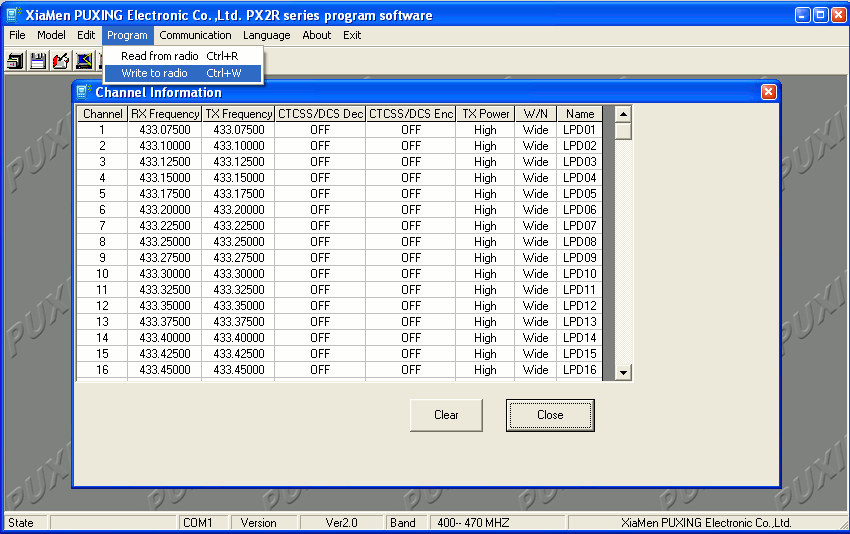 XiaMen PUXING Electronic Co.,Ltd. PX2R series program software
File Model Edit Program Communication Language About Exit
Read from radio Ctrl+R
Write to radio Ctrl+W
Channel Information
Channel RX Frequency TX Frequency CTCSS/DCS Dec CTCSS/DCS Enc TX Power W/N Name
1 433.07500 433.07500 OFF OFF High Wide LPD01
2 433.10000 433.10000 OFF OFF High Wide LPD02
3 433.12500 433.12500 OFF OFF High Wide LPD03
4 433.15000 433.15000 OFF OFF High Wide LPD04
5 433.17500 433.17500 OFF OFF High Wide LPD05
6 433.20000 433.20000 OFF OFF High Wide LPD06
7 433.22500 433.22500 OFF OFF High Wide LPD07
8 433.25000 433.25000 OFF OFF High Wide LPD08
9 433.27500 433.27500 OFF OFF High Wide LPD09
10 433.30000 433.30000 OFF OFF High Wide LPD10
11 433.32500 433.32500 OFF OFF High Wide LPD11
12 433.35000 433.35000 OFF OFF High Wide LPD12
13 433.37500 433.37500 OFF OFF High Wide LPD13
14 433.40000 433.40000 OFF OFF High Wide LPD14
15 433.42500 433.42500 OFF OFF High Wide LPD15
16 433.45000 433.45000 OFF OFF High Wide LPD16
Clear Close
State COM1 Version Ver2.0 Band 400-- 470 MHZ XiaMen PUXING Electronic Co.,Ltd.